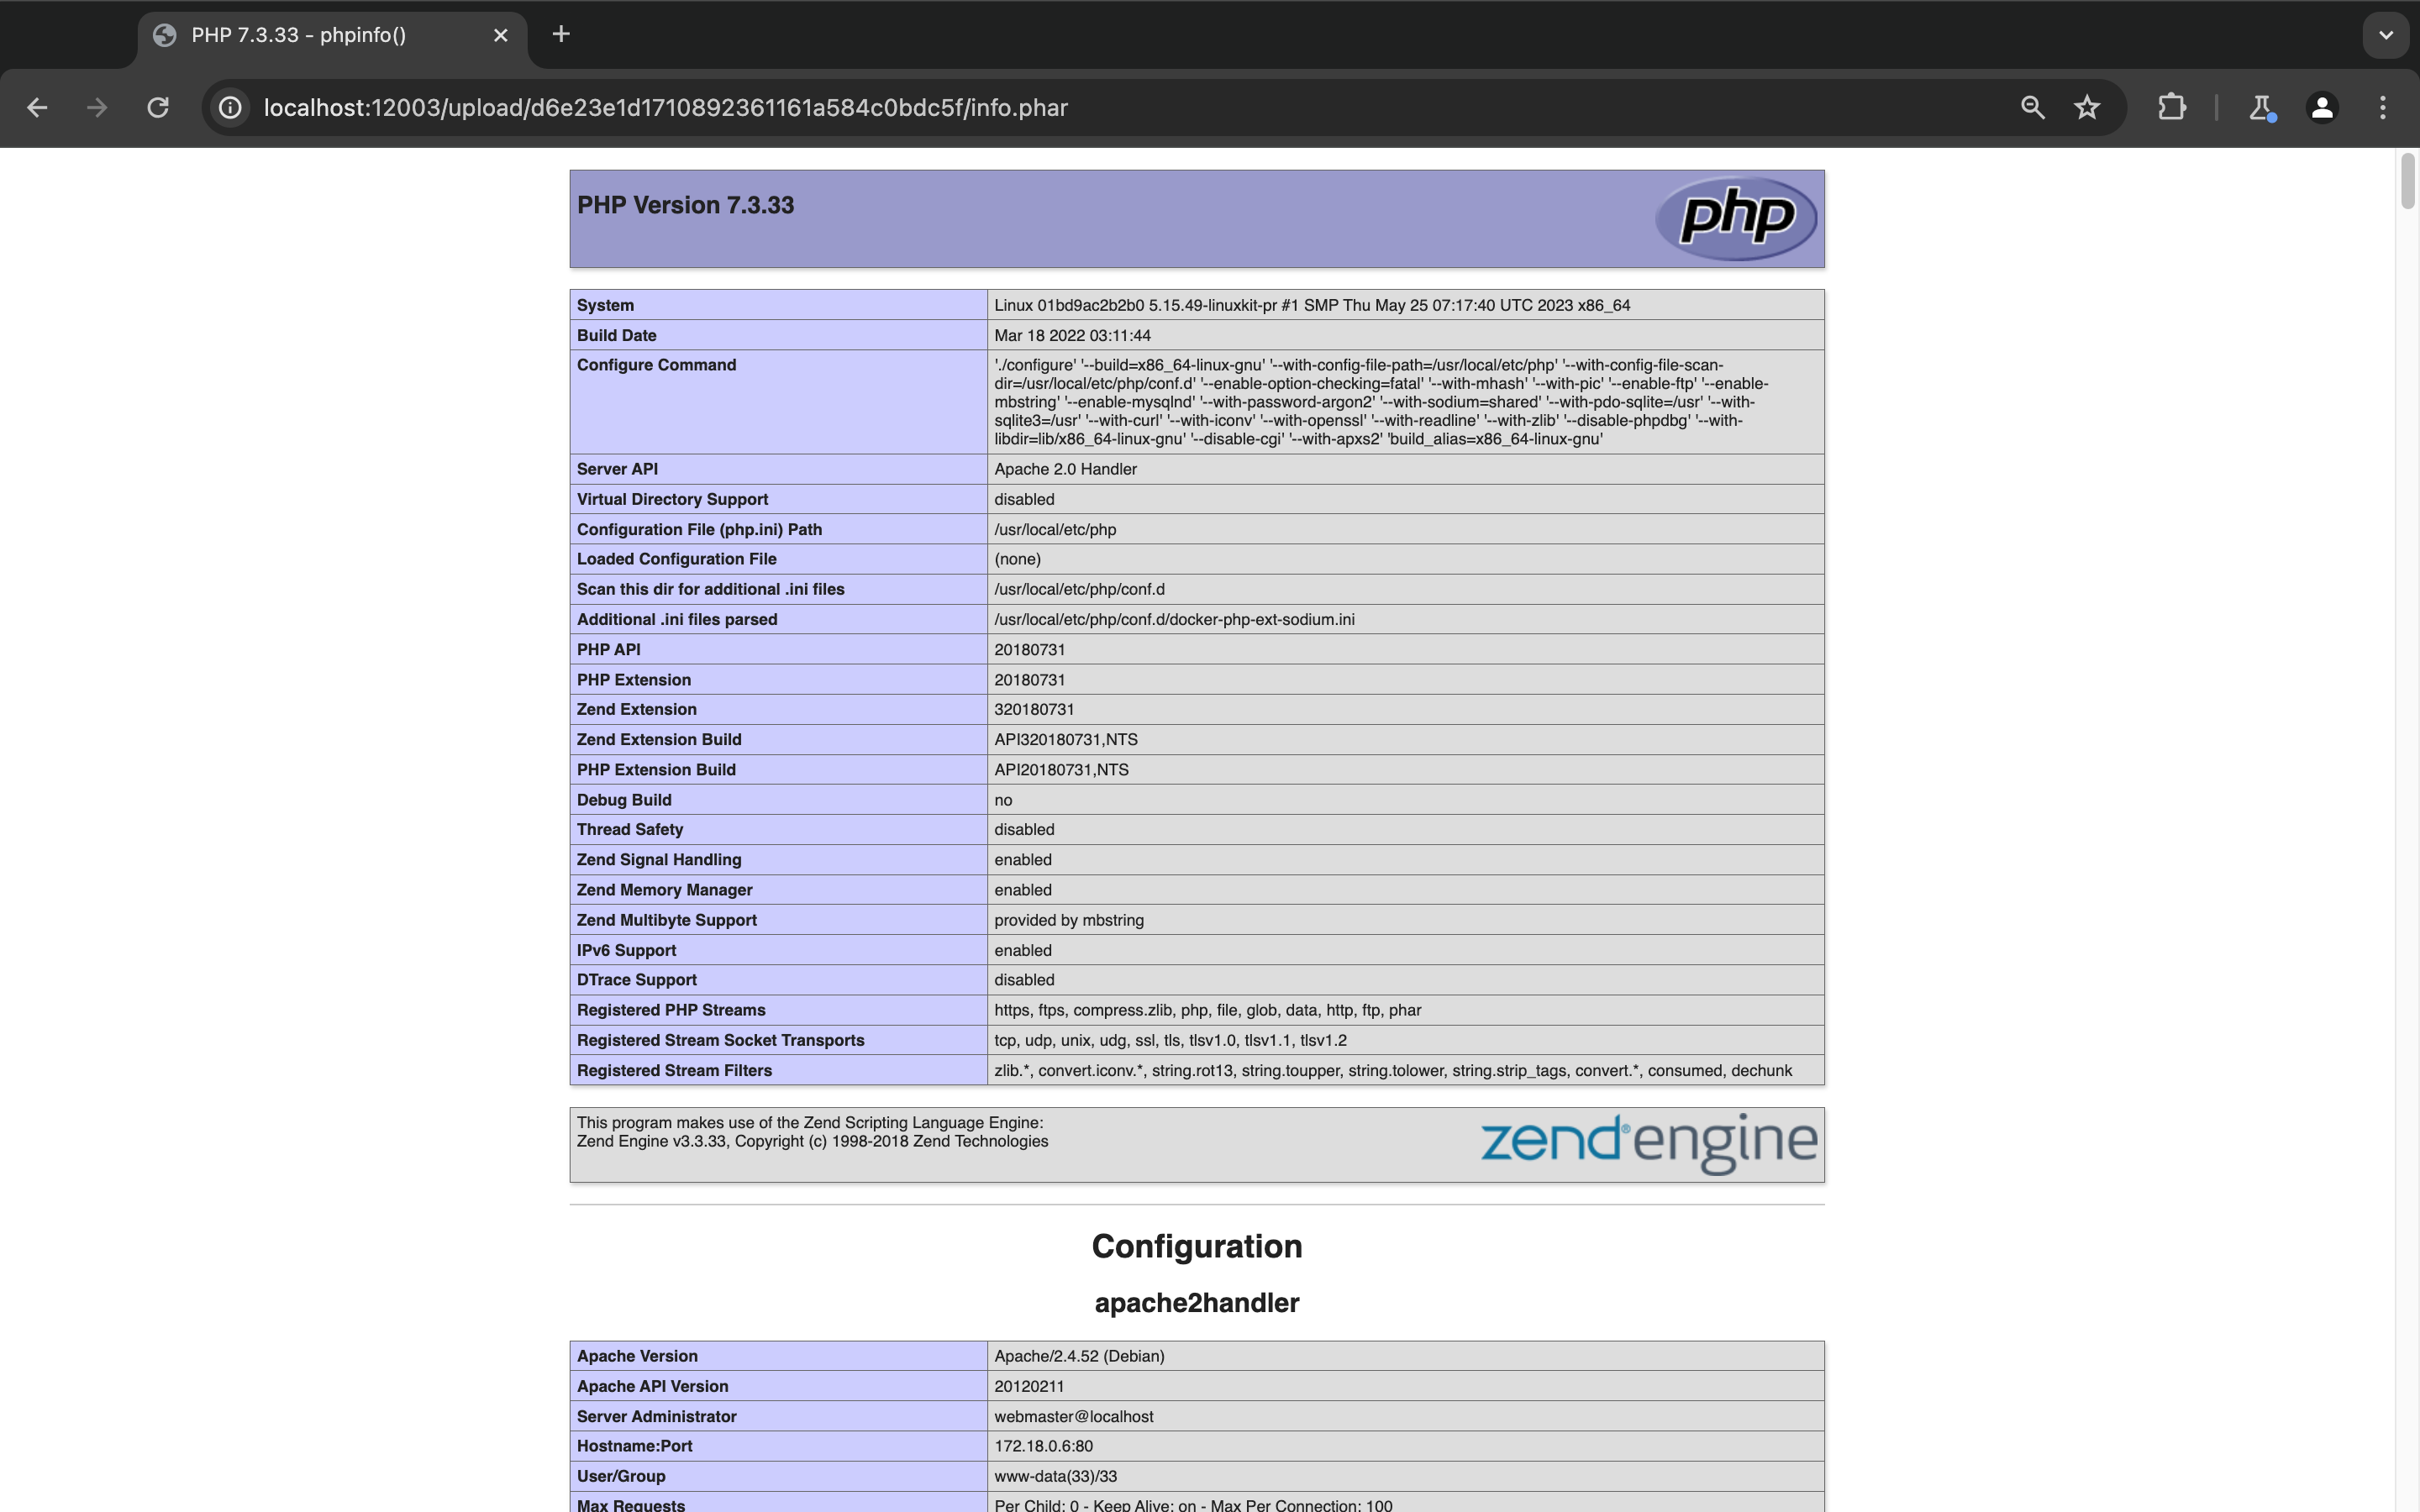 PHP 7.3.33 - phpinfo()
localhost:12003/upload/d6e23e1d1710892361161a584c0bdc5f/info.phar
PHP Version 7.3.33
php
System Linux 01bd9ac2b2b0 5.15.49-linuxkit-pr #1 SMP Thu May 25 07:17:40 UTC 2023 x86_64
Build Date Mar 18 2022 03:11:44
Configure Command './configure' '--build=x86_64-linux-gnu' '--with-config-file-path=/usr/local/etc/php' '--with-config-file-scan-
dir=/usr/local/etc/php/conf.d' '--enable-option-checking=fatal' '--with-mhash' '--with-pic' '--enable-ftp' '--enable-
mbstring' '--enable-mysqlnd' '--with-password-argon2' '--with-sodium=shared' '--with-pdo-sqlite=/usr' '--with-
sqlite3=/usr' '--with-curl' '--with-iconv' '--with-openssl' '--with-readline' '--with-zlib' '--disable-phpdbg' '--with-
libdir=lib/x86_64-linux-gnu' '--disable-cgi' '--with-apxs2' 'build_alias=x86_64-linux-gnu'
Server API Apache 2.0 Handler
Virtual Directory Support disabled
Configuration File (php.ini) Path /usr/local/etc/php
Loaded Configuration File (none)
Scan this dir for additional .ini files /usr/local/etc/php/conf.d
Additional .ini files parsed /usr/local/etc/php/conf.d/docker-php-ext-sodium.ini
PHP API 20180731
PHP Extension 20180731
Zend Extension 320180731
Zend Extension Build API320180731,NTS
PHP Extension Build API20180731,NTS
Debug Build no
Thread Safety disabled
Zend Signal Handling enabled
Zend Memory Manager enabled
Zend Multibyte Support provided by mbstring
IPv6 Support enabled
DTrace Support disabled
Registered PHP Streams https, ftps, compress.zlib, php, file, glob, data, http, ftp, phar
Registered Stream Socket Transports tcp, udp, unix, udg, ssl, tls, tlsv1.0, tlsv1.1, tlsv1.2
Registered Stream Filters zlib.*, convert.iconv.*, string.rot13, string.toupper, string.tolower, string.strip_tags, convert.*, consumed, dechunk
This program makes use of the Zend Scripting Language Engine:
Zend Engine v3.3.33, Copyright (c) 1998-2018 Zend Technologies
zend®engine
Configuration
apache2handler
Apache Version Apache/2.4.52 (Debian)
Apache API Version 20120211
Server Administrator webmaster@localhost
Hostname:Port 172.18.0.6:80
User/Group www-data(33)/33
Max Requests Per Child: 0 - Keep Alive: on - Max Per Connection: 100